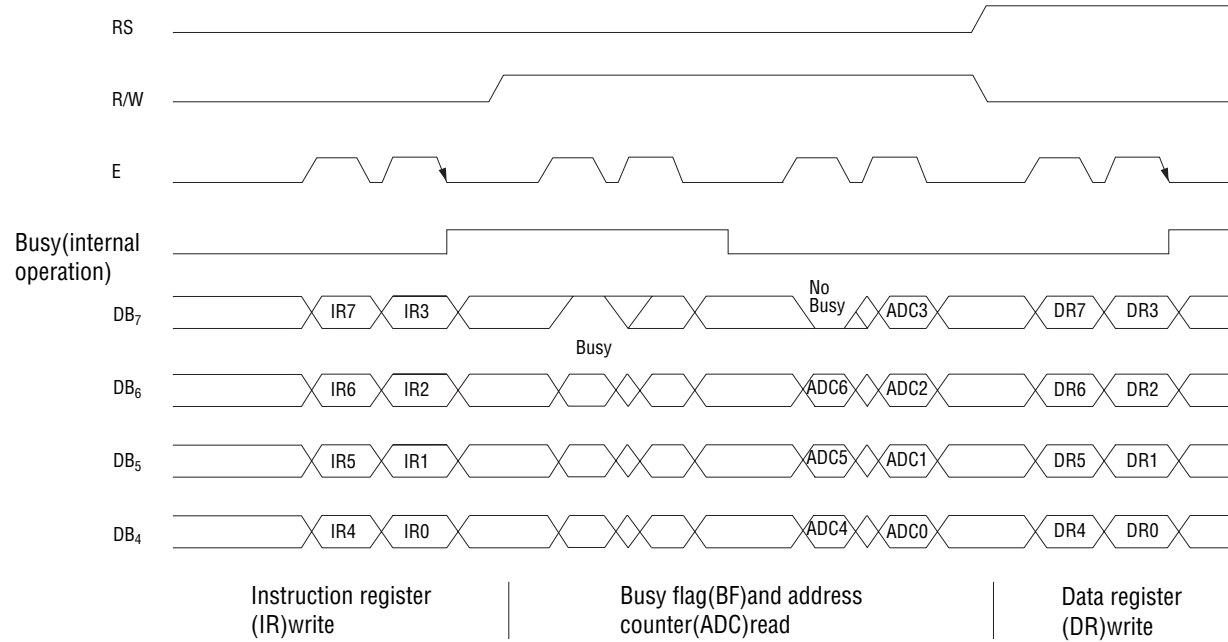 RS
R/W
E
Busy(internal
operation)
No
Busy
DB7 IR7 IR3 ADC3 DR7 DR3
Busy
DB6 IR6 IR2 ADC6 ADC2 DR6 DR2
DB5 IR5 IR1 ADC5 ADC1 DR5 DR1
DB4 IR4 IR0 ADC4 ADC0 DR4 DR0
Instruction register
(IR)write
Busy flag(BF)and address
counter(ADC)read
Data register
(DR)write